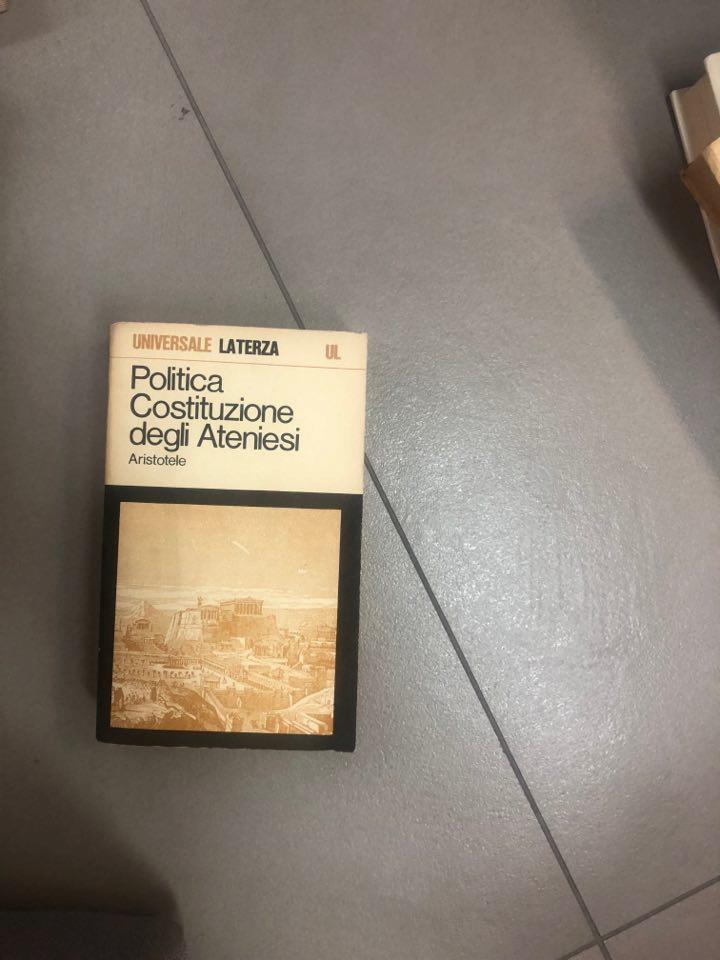 UNIVERSALE LATERZA UL
Politica
Costituzione
degli Ateniesi
Aristotele